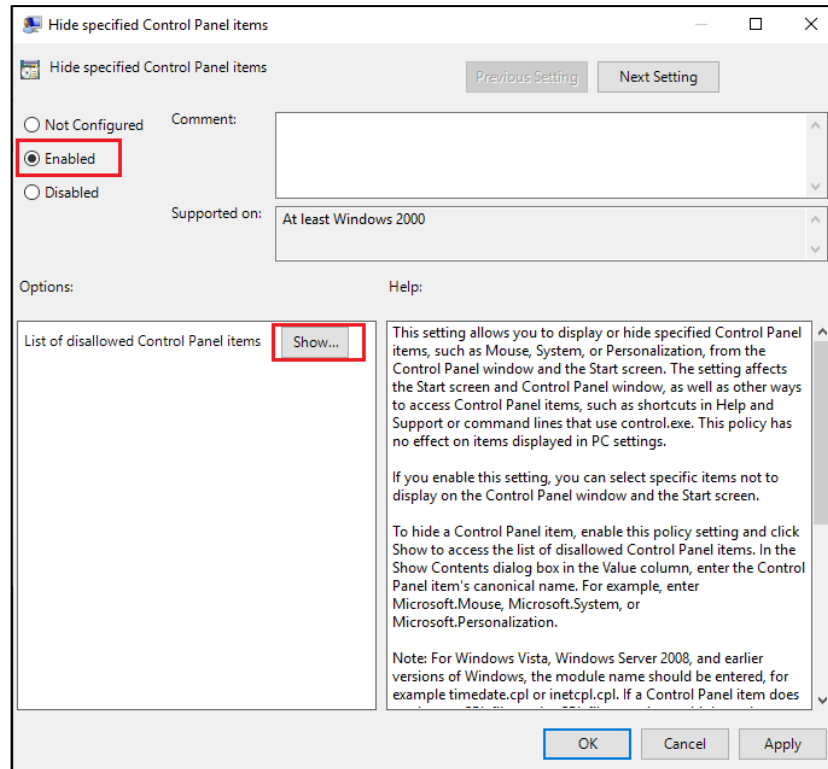 Hide specified Control Panel items
Hide specified Control Panel items
Previous Setting
Next Setting
Not Configured
Comment:
Enabled
Disabled
Supported on:
At least Windows 2000
Options:
Help:
List of disallowed Control Panel items
Show...
This setting allows you to display or hide specified Control Panel
items, such as Mouse, System, or Personalization, from the
Control Panel window and the Start screen. The setting affects
the Start screen and Control Panel window, as well as other ways
to access Control Panel items, such as shortcuts in Help and
Support or command lines that use control.exe. This policy has
no effect on items displayed in PC settings.
If you enable this setting, you can select specific items not to
display on the Control Panel window and the Start screen.
To hide a Control Panel item, enable this policy setting and click
Show to access the list of disallowed Control Panel items. In the
Show Contents dialog box in the Value column, enter the Control
Panel item's canonical name. For example, enter
Microsoft.Mouse, Microsoft.System, or
Microsoft.Personalization.
Note: For Windows Vista, Windows Server 2008, and earlier
versions of Windows, the module name should be entered, for
example timedate.cpl or inetcpl.cpl. If a Control Panel item does
OK
Cancel
Apply